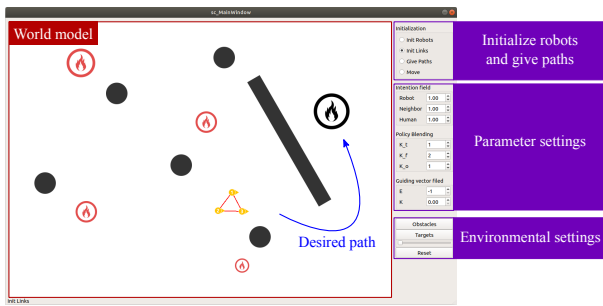 sc_MainWindow
World model
Desired path
Init Links
Initialization
Init Robots
Init Links
Give Paths
Move
Intention field
Robot 1.00
Neighbor 1.00
Human 1.00
Policy Blending
K_t 1
K_f 2
K_o 1
Guiding vector filed
E -1
K 0.00
Obstacles
Targets
Reset
Initialize robots
and give paths
Parameter settings
Environmental settings